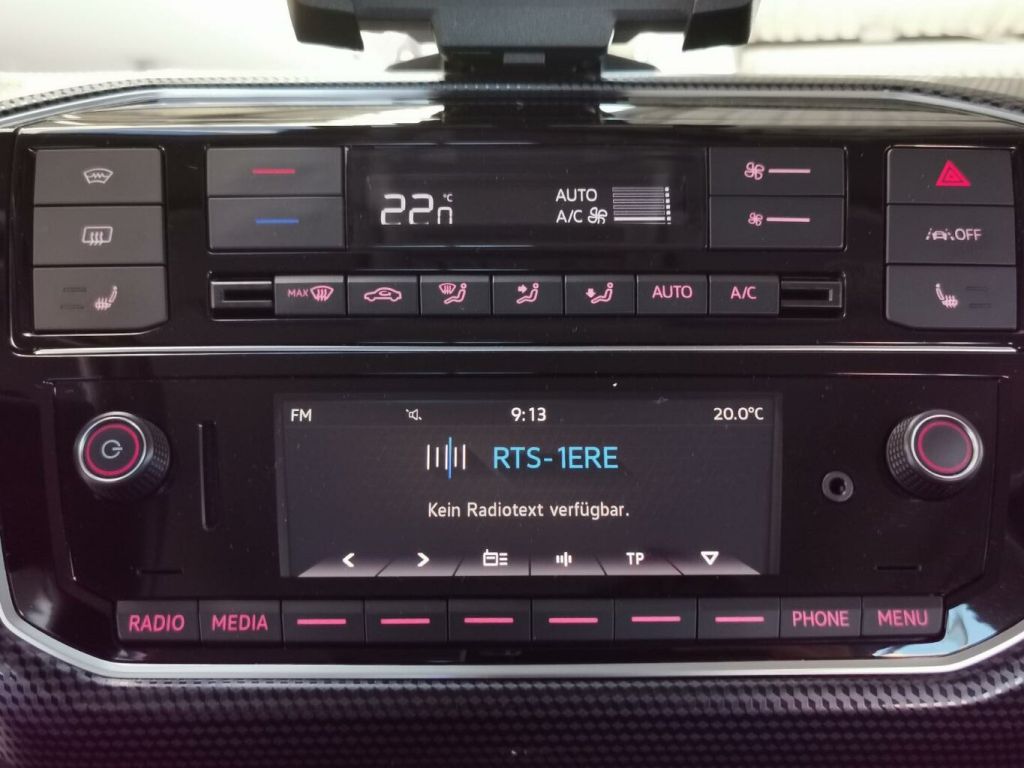 22 °C
AUTO
A/C
OFF
MAX
AUTO
A/C
FM 9:13 20.0°C
RTS-1ERE
Kein Radiotext verfügbar.
< > TP
RADIO MEDIA PHONE MENU